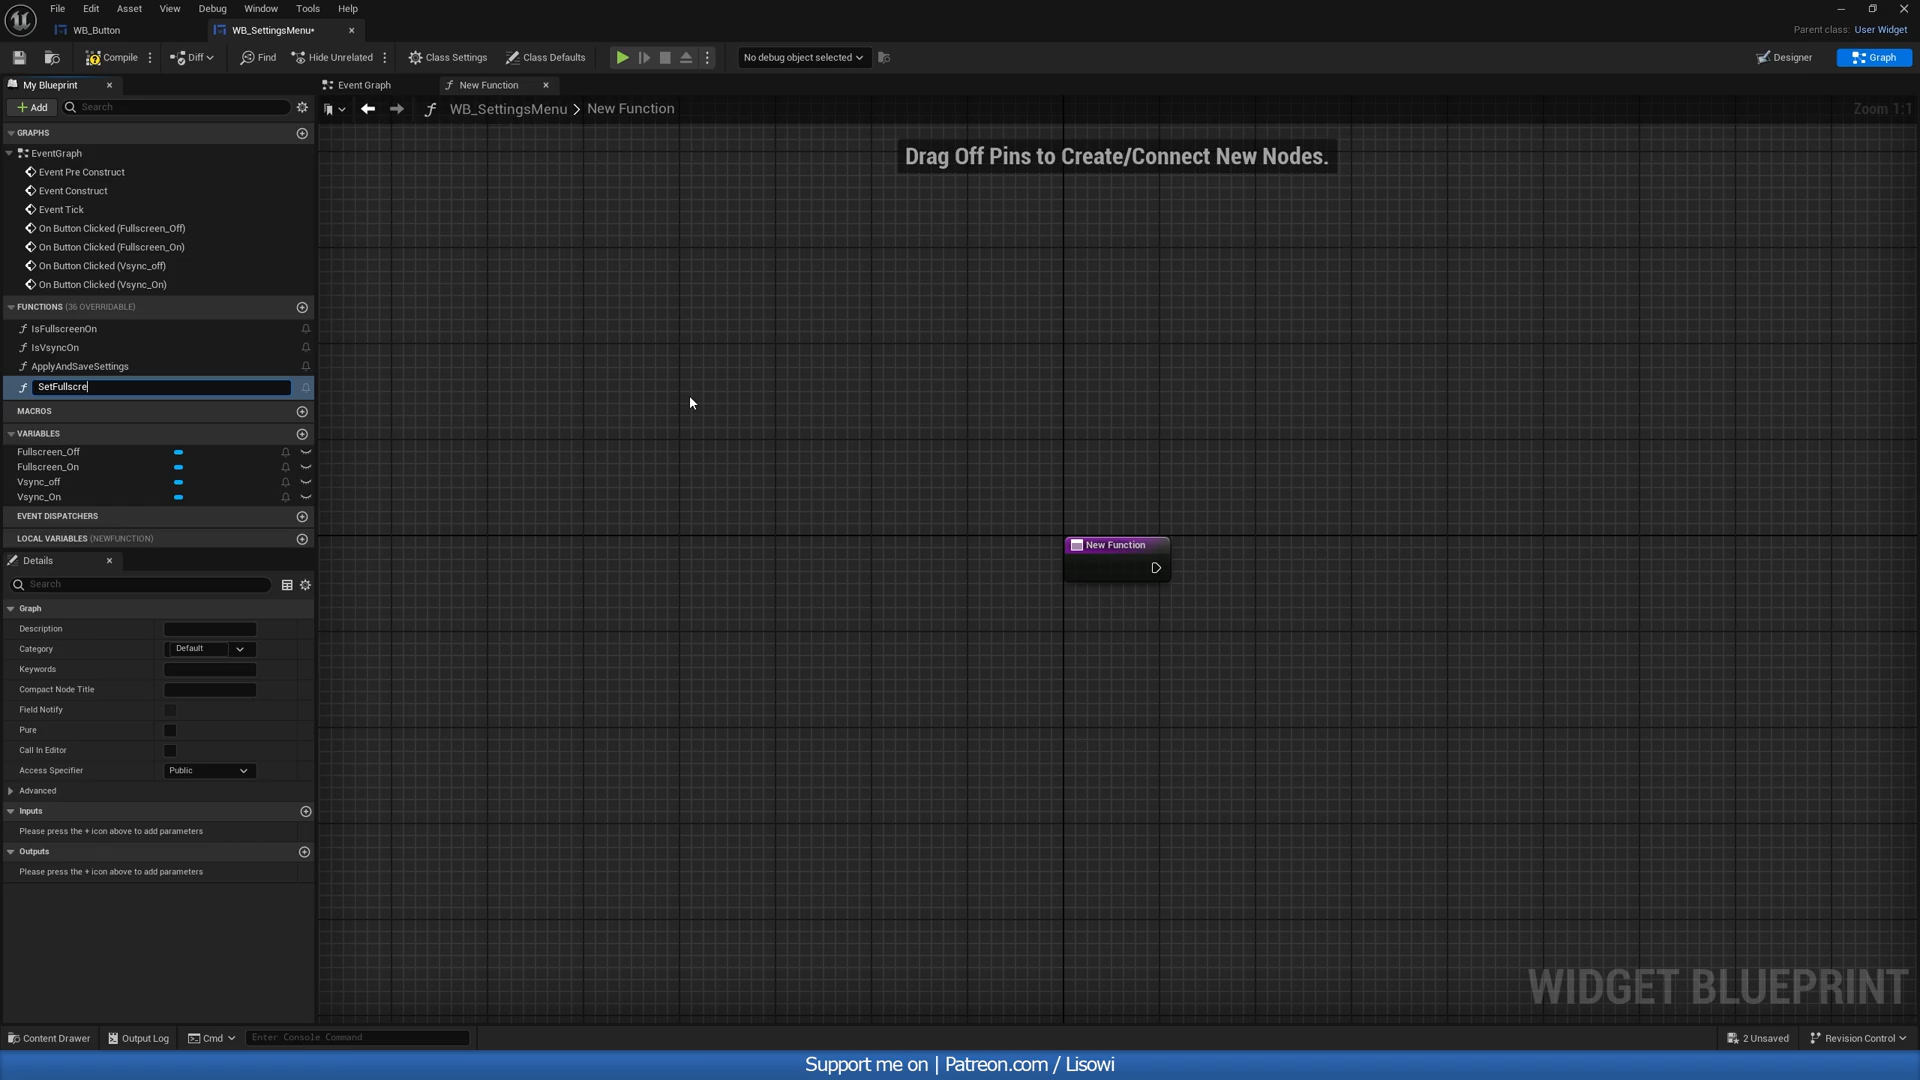 File Edit Asset View Debug Window Tools Help
WB_Button WB_SettingsMenu•
Parent class: User Widget
Compile Diff Find Hide Unrelated Class Settings Class Defaults No debug object selected Designer Graph
My Blueprint Event Graph New Function
Add Search WB_SettingsMenu > New Function Zoom 1:1
GRAPHS
EventGraph
Event Pre Construct
Event Construct
Event Tick
On Button Clicked (Fullscreen_Off)
On Button Clicked (Fullscreen_On)
On Button Clicked (Vsync_off)
On Button Clicked (Vsync_On)
FUNCTIONS (36 OVERRIDABLE)
IsFullscreenOn
IsVsyncOn
ApplyAndSaveSettings
SetFullscre
MACROS
VARIABLES
Fullscreen_Off
Fullscreen_On
Vsync_off
Vsync_On
EVENT DISPATCHERS
LOCAL VARIABLES (NEWFUNCTION)
Details
Search
Graph
Description
Category Default
Keywords
Compact Node Title
Field Notify
Pure
Call In Editor
Access Specifier Public
Advanced
Inputs
Please press the + icon above to add parameters
Outputs
Please press the + icon above to add parameters
Drag Off Pins to Create/Connect New Nodes.
New Function
WIDGET BLUEPRINT
Content Drawer Output Log Cmd Enter Console Command 2 Unsaved Revision Control
Support me on | Patreon.com / Lisowi